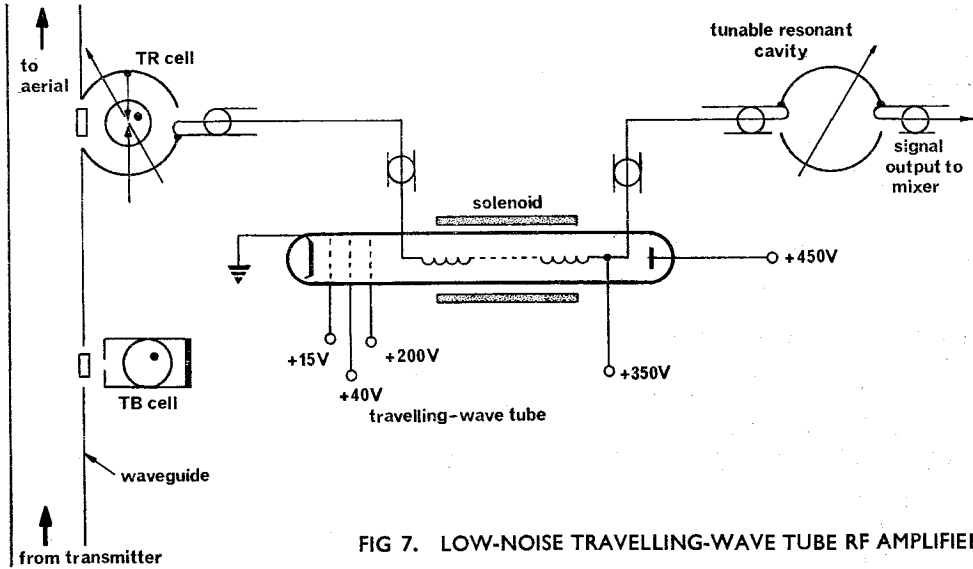 to
aerial
TR cell
tunable resonant
cavity
signal
output to
mixer
solenoid
+450V
+15V
+200V
+40V
+350V
travelling-wave tube
TB cell
waveguide
from transmitter
FIG 7. LOW-NOISE TRAVELLING-WAVE TUBE RF AMPLIFIER